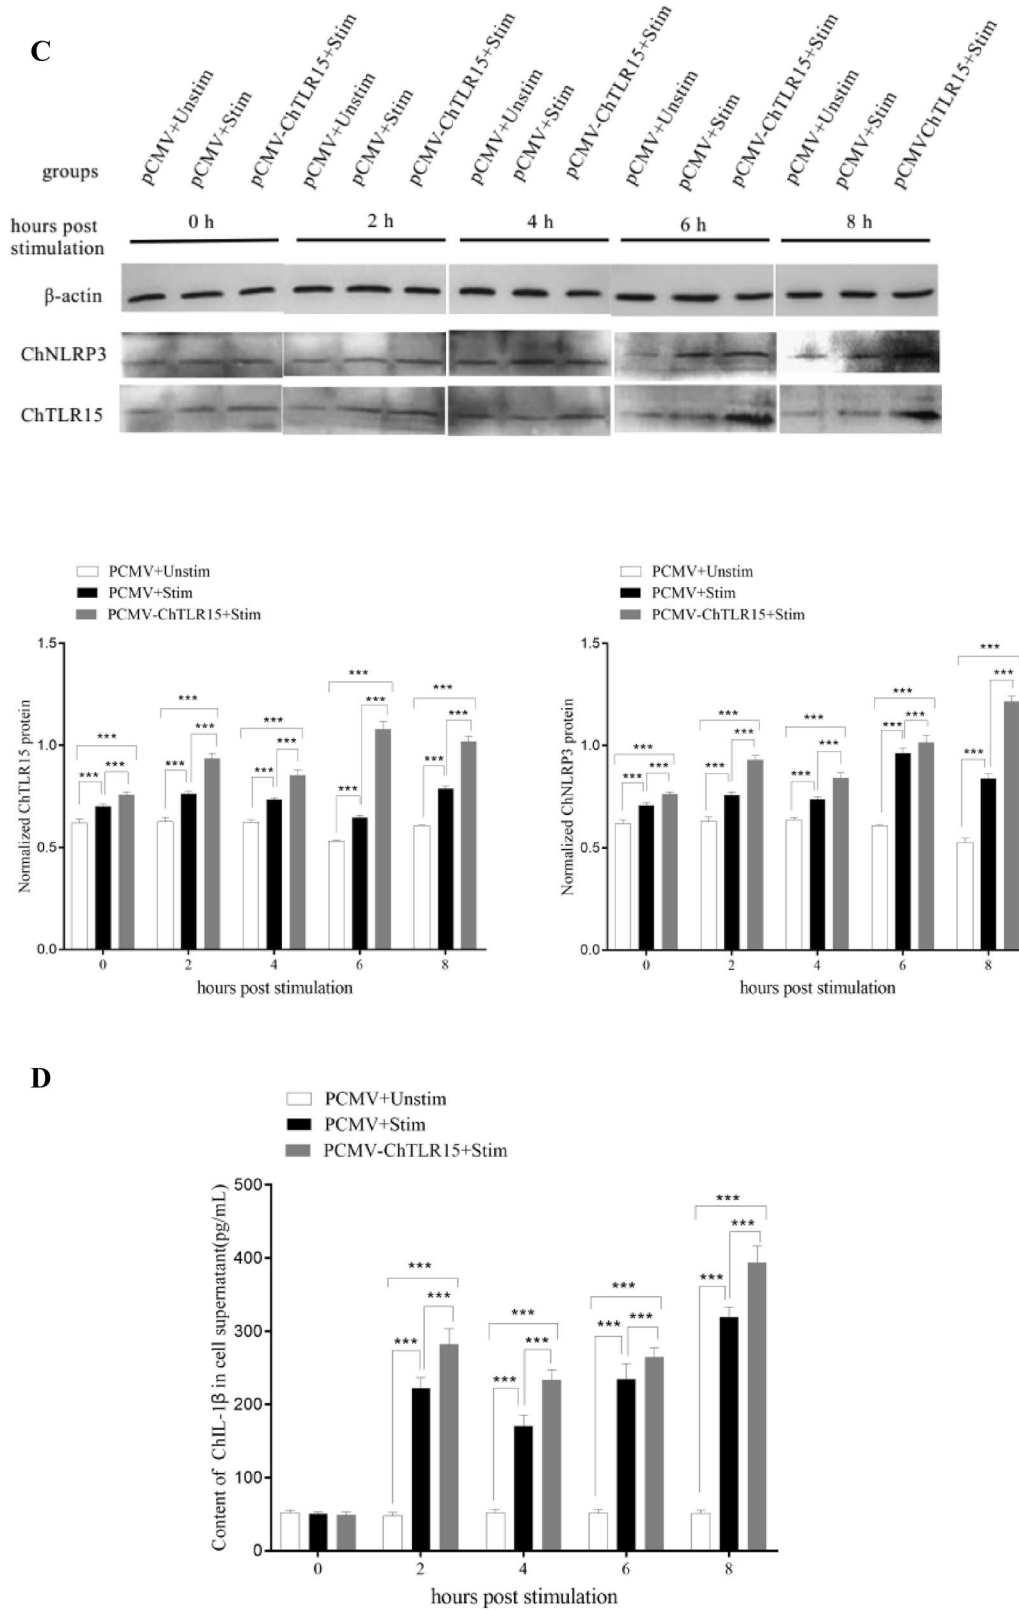 C
groups
pCMV+Unstim
pCMV+Stim
pCMV-ChTLR15+Stim
pCMV+Unstim
pCMV+Stim
pCMV-ChTLR15+Stim
pCMV+Unstim
pCMV+Stim
pCMV-ChTLR15+Stim
pCMV+Unstim
pCMV+Stim
pCMV-ChTLR15+Stim
pCMV+Unstim
pCMV+Stim
pCMVChTLR15+Stim
hours post
stimulation
0 h 2 h 4 h 6 h 8 h
β-actin
ChNLRP3
ChTLR15
PCMV+Unstim
PCMV+Stim
PCMV-ChTLR15+Stim
Normalized ChTLR15 protein
1.5
1.0
0.5
0.0
*** *** ***
*** *** ***
*** *** ***
*** *** ***
*** *** ***
0 2 4 6 8
hours post stimulation
PCMV+Unstim
PCMV+Stim
PCMV-ChTLR15+Stim
Normalized ChNLRP3 protein
1.5
1.0
0.5
0.0
*** *** ***
*** *** ***
*** *** ***
*** *** ***
*** *** ***
0 2 4 6 8
hours post stimulation
D
PCMV+Unstim
PCMV+Stim
PCMV-ChTLR15+Stim
Content of ChIL-1β in cell supernatant(pg/mL)
500
400
300
200
100
0
*** *** ***
*** *** ***
*** *** ***
*** *** ***
0 2 4 6 8
hours post stimulation